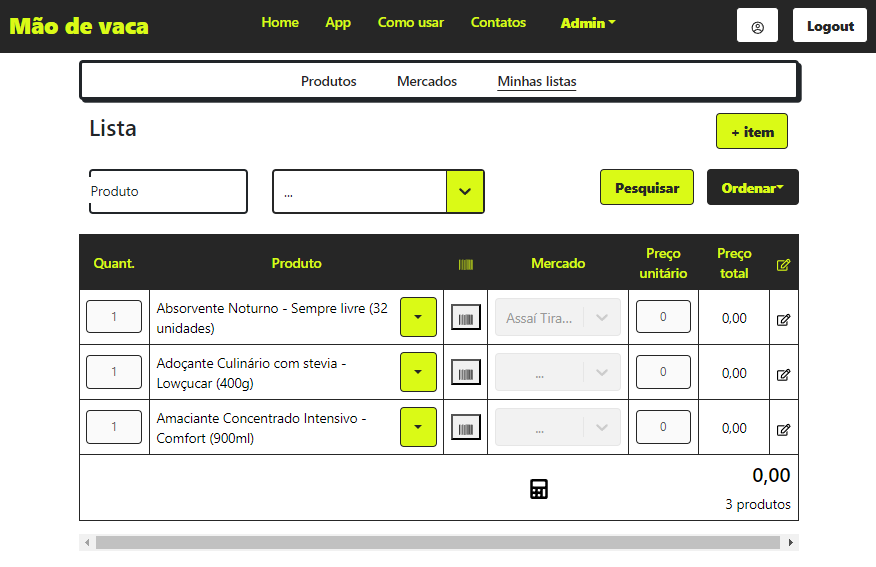 Mão de vaca
Home App Como usar Contatos Admin
Logout
Produtos Mercados Minhas listas
Lista
+ item
Produto
...
Pesquisar
Ordenar
Quant. Produto Mercado Preço unitário Preço total
1 Absorvente Noturno - Sempre livre (32 unidades) Assaí Tira... 0 0,00
1 Adoçante Culinário com stevia - Lowçucar (400g) ... 0 0,00
1 Amaciante Concentrado Intensivo - Comfort (900ml) ... 0 0,00
0,00
3 produtos